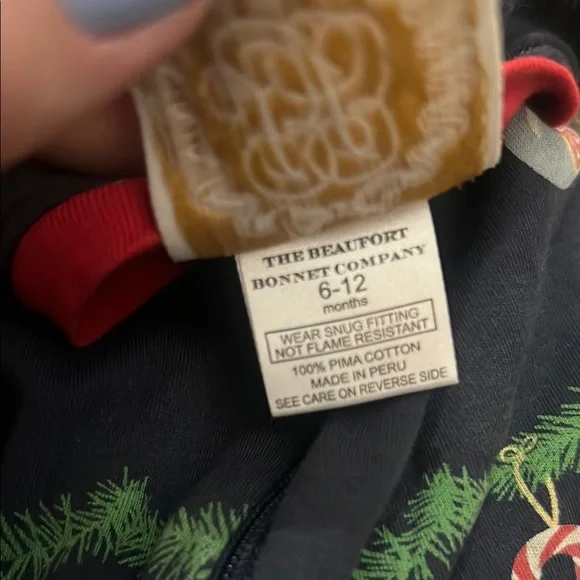 THE BEAUFORT
BONNET COMPANY
6-12
months
WEAR SNUG FITTING
NOT FLAME RESISTANT
100% PIMA COTTON
MADE IN PERU
SEE CARE ON REVERSE SIDE